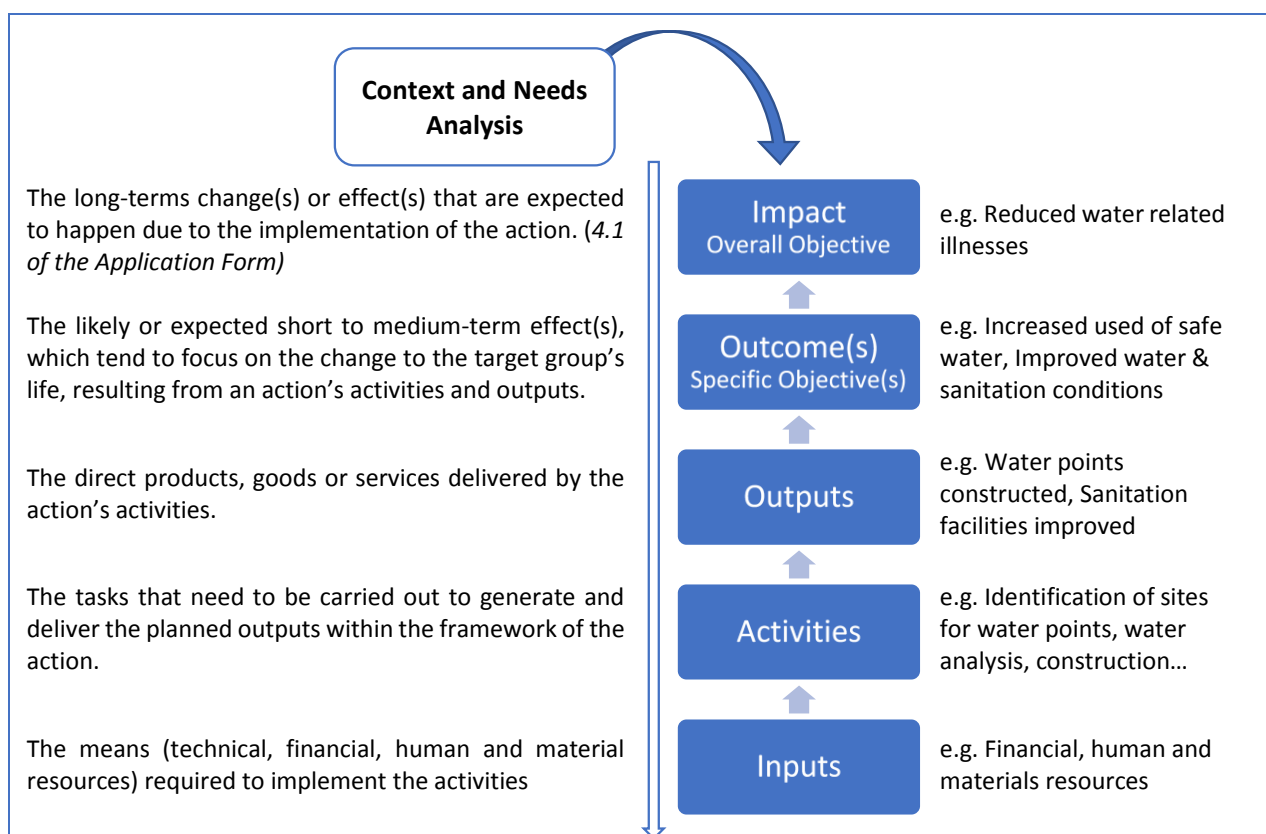 Context and Needs
Analysis
The long-terms change(s) or effect(s) that are expected
to happen due to the implementation of the action. (4.1
of the Application Form)
Impact
Overall Objective
e.g. Reduced water related
illnesses
The likely or expected short to medium-term effect(s),
which tend to focus on the change to the target group’s
life, resulting from an action’s activities and outputs.
Outcome(s)
Specific Objective(s)
e.g. Increased used of safe
water, Improved water &
sanitation conditions
The direct products, goods or services delivered by the
action’s activities.
Outputs
e.g. Water points
constructed, Sanitation
facilities improved
The tasks that need to be carried out to generate and
deliver the planned outputs within the framework of the
action.
Activities
e.g. Identification of sites
for water points, water
analysis, construction…
The means (technical, financial, human and material
resources) required to implement the activities
Inputs
e.g. Financial, human and
materials resources